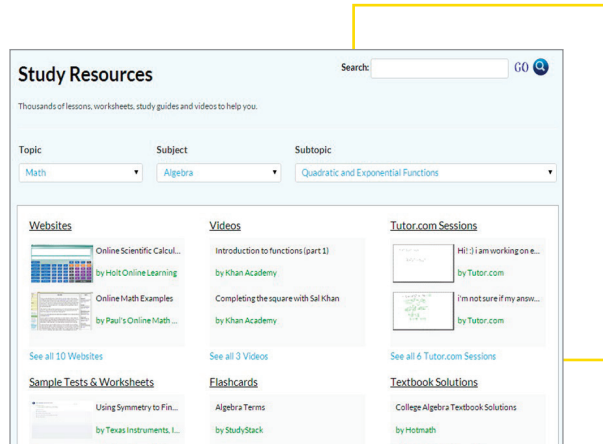 Study Resources
Search:
GO
Thousands of lessons, worksheets, study guides and videos to help you.
Topic
Subject
Subtopic
Math
Algebra
Quadratic and Exponential Functions
Websites
Online Scientific Calcul...
by Holt Online Learning
Online Math Examples
by Paul's Online Math ...
See all 10 Websites
Videos
Introduction to functions (part 1)
by Khan Academy
Completing the square with Sal Khan
by Khan Academy
See all 3 Videos
Tutor.com Sessions
Hi! :) i am working on e...
by Tutor.com
i'm not sure if my answ...
by Tutor.com
See all 6 Tutor.com Sessions
Sample Tests & Worksheets
Using Symmetry to Fin...
by Texas Instruments, I...
Flashcards
Algebra Terms
by StudyStack
Textbook Solutions
College Algebra Textbook Solutions
by Hotmath